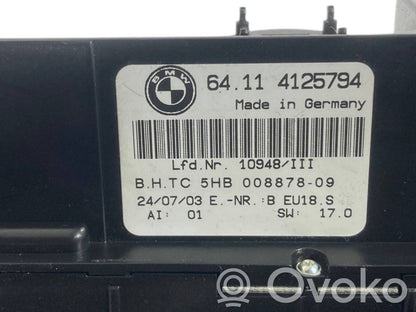 BMW
64.11 4125794
Made in Germany
Lfd.Nr. 10948/III
B.H.TC 5HB 008878-09
24/07/03 E.-NR.:B EU18.S
AI: 01 SW: 17.0
OVOKO